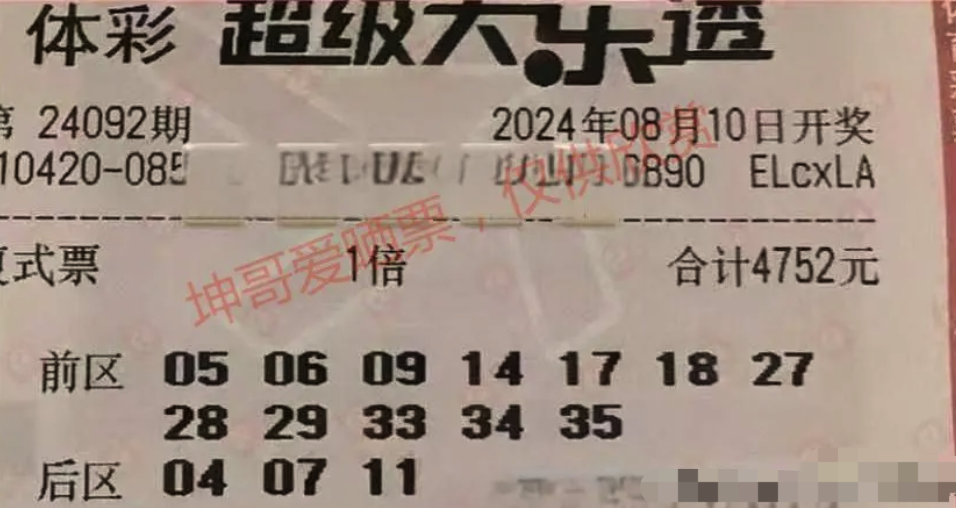 体彩 超级大乐透
第 24092期 2024年08月10日开奖
10420-085 6890 ELcxLA
复式票 1倍 合计4752元
坤哥爱晒票，仅供欣赏
前区 05 06 09 14 17 18 27
28 29 33 34 35
后区 04 07 11